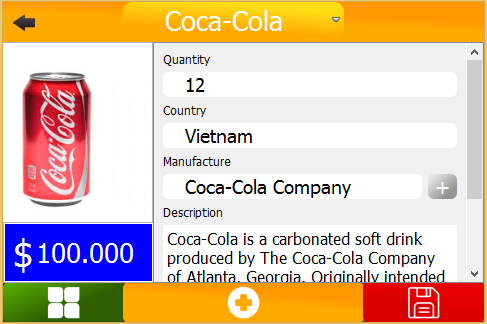 Coca-Cola
Quantity
12
Country
Vietnam
Manufacture
Coca-Cola Company
+
Description
Coca-Cola is a carbonated soft drink
produced by The Coca-Cola Company
of Atlanta, Georgia. Originally intended
Coca-Cola
$100.000